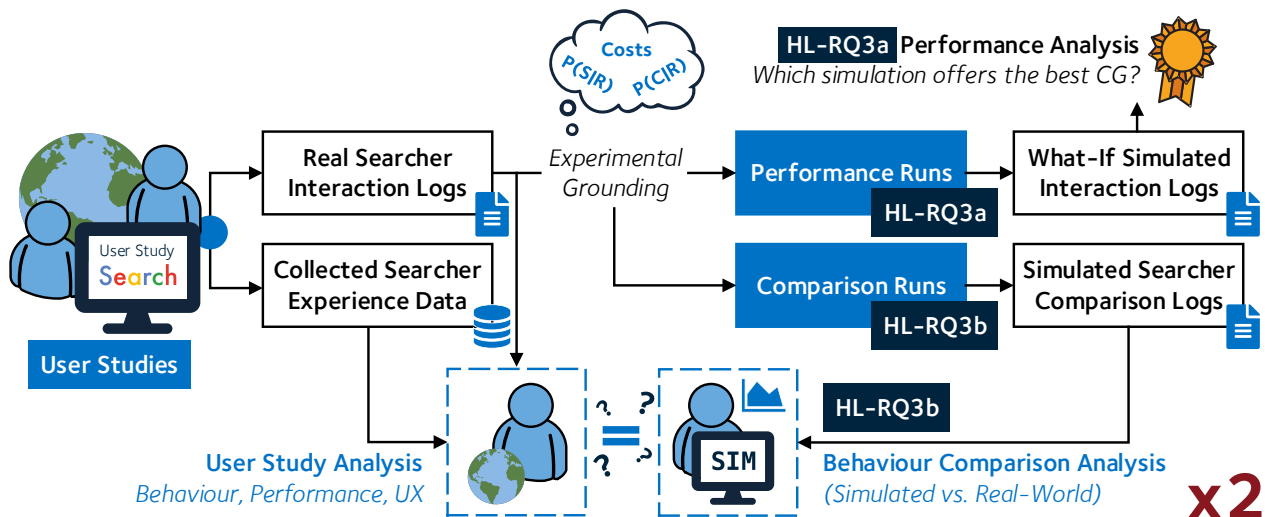 Costs
P(S|R)
P(C|R)
HL-RQ3a Performance Analysis
Which simulation offers the best CG?
Real Searcher
Interaction Logs
Experimental
Grounding
Performance Runs
HL-RQ3a
What-If Simulated
Interaction Logs
User Study
Search
Collected Searcher
Experience Data
Comparison Runs
HL-RQ3b
Simulated Searcher
Comparison Logs
User Studies
? ?
=
? ?
SIM
HL-RQ3b
User Study Analysis
Behaviour, Performance, UX
Behaviour Comparison Analysis
(Simulated vs. Real-World)
x2